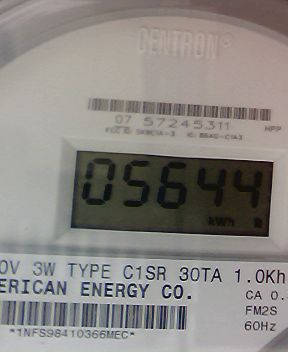 CENTRON®
07 57245311
HPP
05644
kWh
0V 3W TYPE C1SR 30TA 1.0Kh
ERICAN ENERGY CO.
CA 0.
FM2S
60Hz
*1NFS98410366MEC*